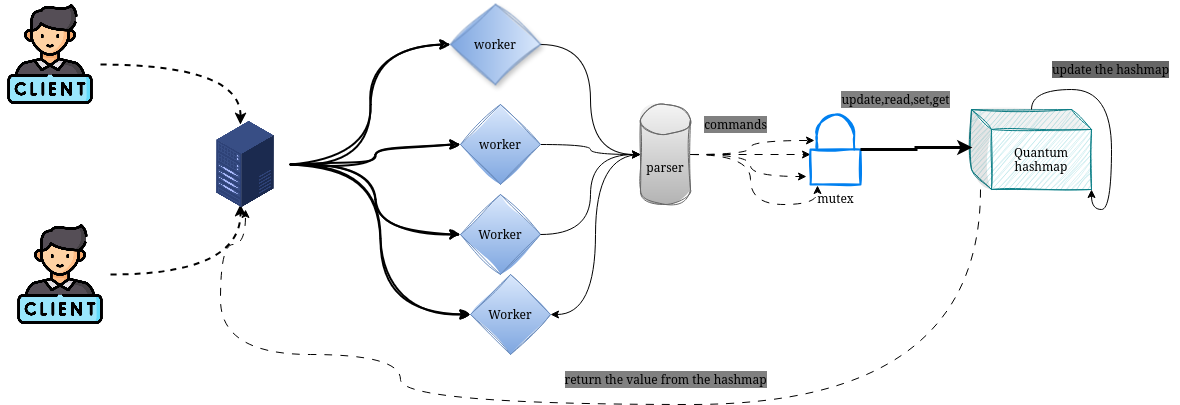 CLIENT
worker
update the hashmap
update,read,set,get
commands
worker
parser
Quantum
hashmap
mutex
Worker
CLIENT
Worker
return the value from the hashmap